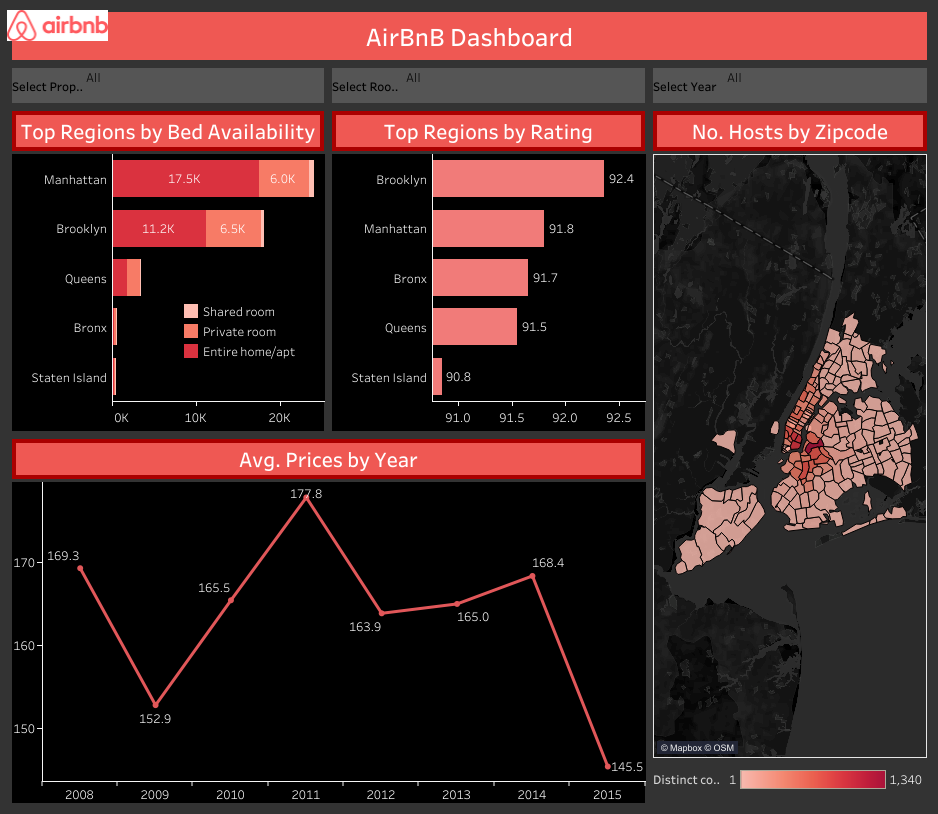 airbnb
AirBnB Dashboard
Select Prop.. All
Select Roo.. All
Select Year All
Top Regions by Bed Availability
Manhattan 17.5K 6.0K
Brooklyn 11.2K 6.5K
Queens
Bronx
Staten Island
Shared room
Private room
Entire home/apt
0K 10K 20K
Top Regions by Rating
Brooklyn 92.4
Manhattan 91.8
Bronx 91.7
Queens 91.5
Staten Island 90.8
91.0 91.5 92.0 92.5
No. Hosts by Zipcode
© Mapbox © OSM
Distinct co.. 1 1,340
Avg. Prices by Year
170
160
150
169.3
152.9
165.5
177.8
163.9
165.0
168.4
145.5
2008 2009 2010 2011 2012 2013 2014 2015